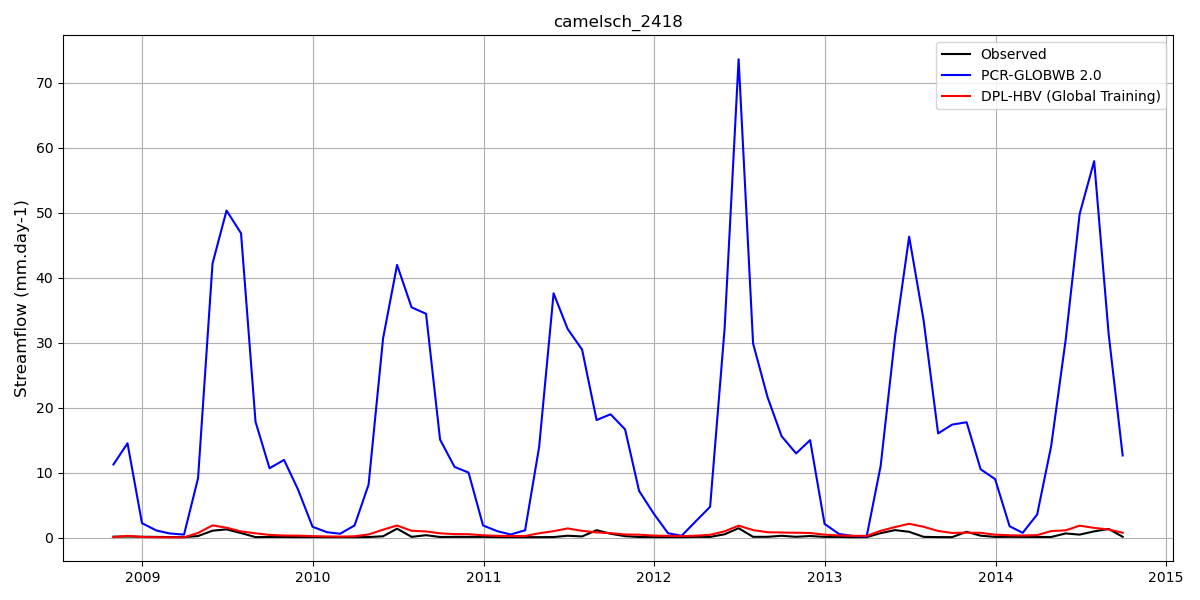 camelsch_2418
Observed
PCR-GLOBWB 2.0
DPL-HBV (Global Training)
Streamflow (mm.day-1)
70
60
50
40
30
20
10
0
2009 2010 2011 2012 2013 2014 2015